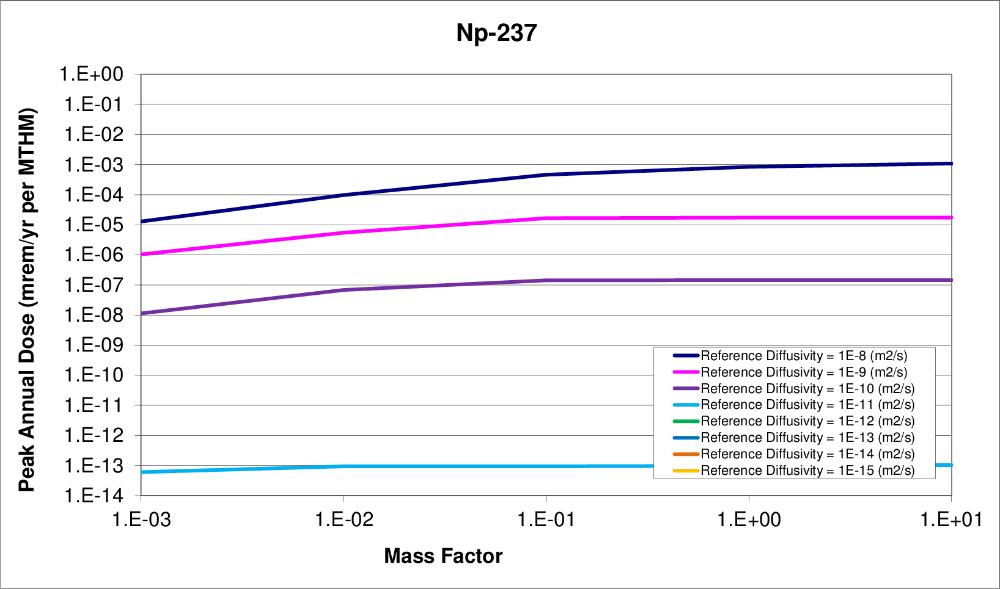 Np-237
1.E+00
1.E-01
1.E-02
1.E-03
1.E-04
1.E-05
1.E-06
1.E-07
1.E-08
1.E-09
1.E-10
1.E-11
1.E-12
1.E-13
1.E-14
Peak Annual Dose (mrem/yr per MTHM)
Reference Diffusivity = 1E-8 (m2/s)
Reference Diffusivity = 1E-9 (m2/s)
Reference Diffusivity = 1E-10 (m2/s)
Reference Diffusivity = 1E-11 (m2/s)
Reference Diffusivity = 1E-12 (m2/s)
Reference Diffusivity = 1E-13 (m2/s)
Reference Diffusivity = 1E-14 (m2/s)
Reference Diffusivity = 1E-15 (m2/s)
1.E-03 1.E-02 1.E-01 1.E+00 1.E+01
Mass Factor